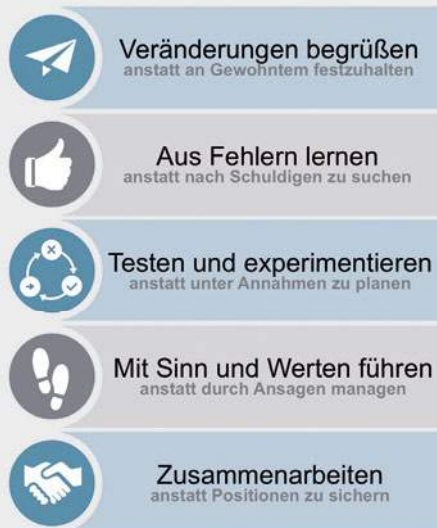 Veränderungen begrüßen
anstatt an Gewohntem festzuhalten
Aus Fehlern lernen
anstatt nach Schuldigen zu suchen
Testen und experimentieren
anstatt unter Annahmen zu planen
Mit Sinn und Werten führen
anstatt durch Ansagen managen
Zusammenarbeiten
anstatt Positionen zu sichern